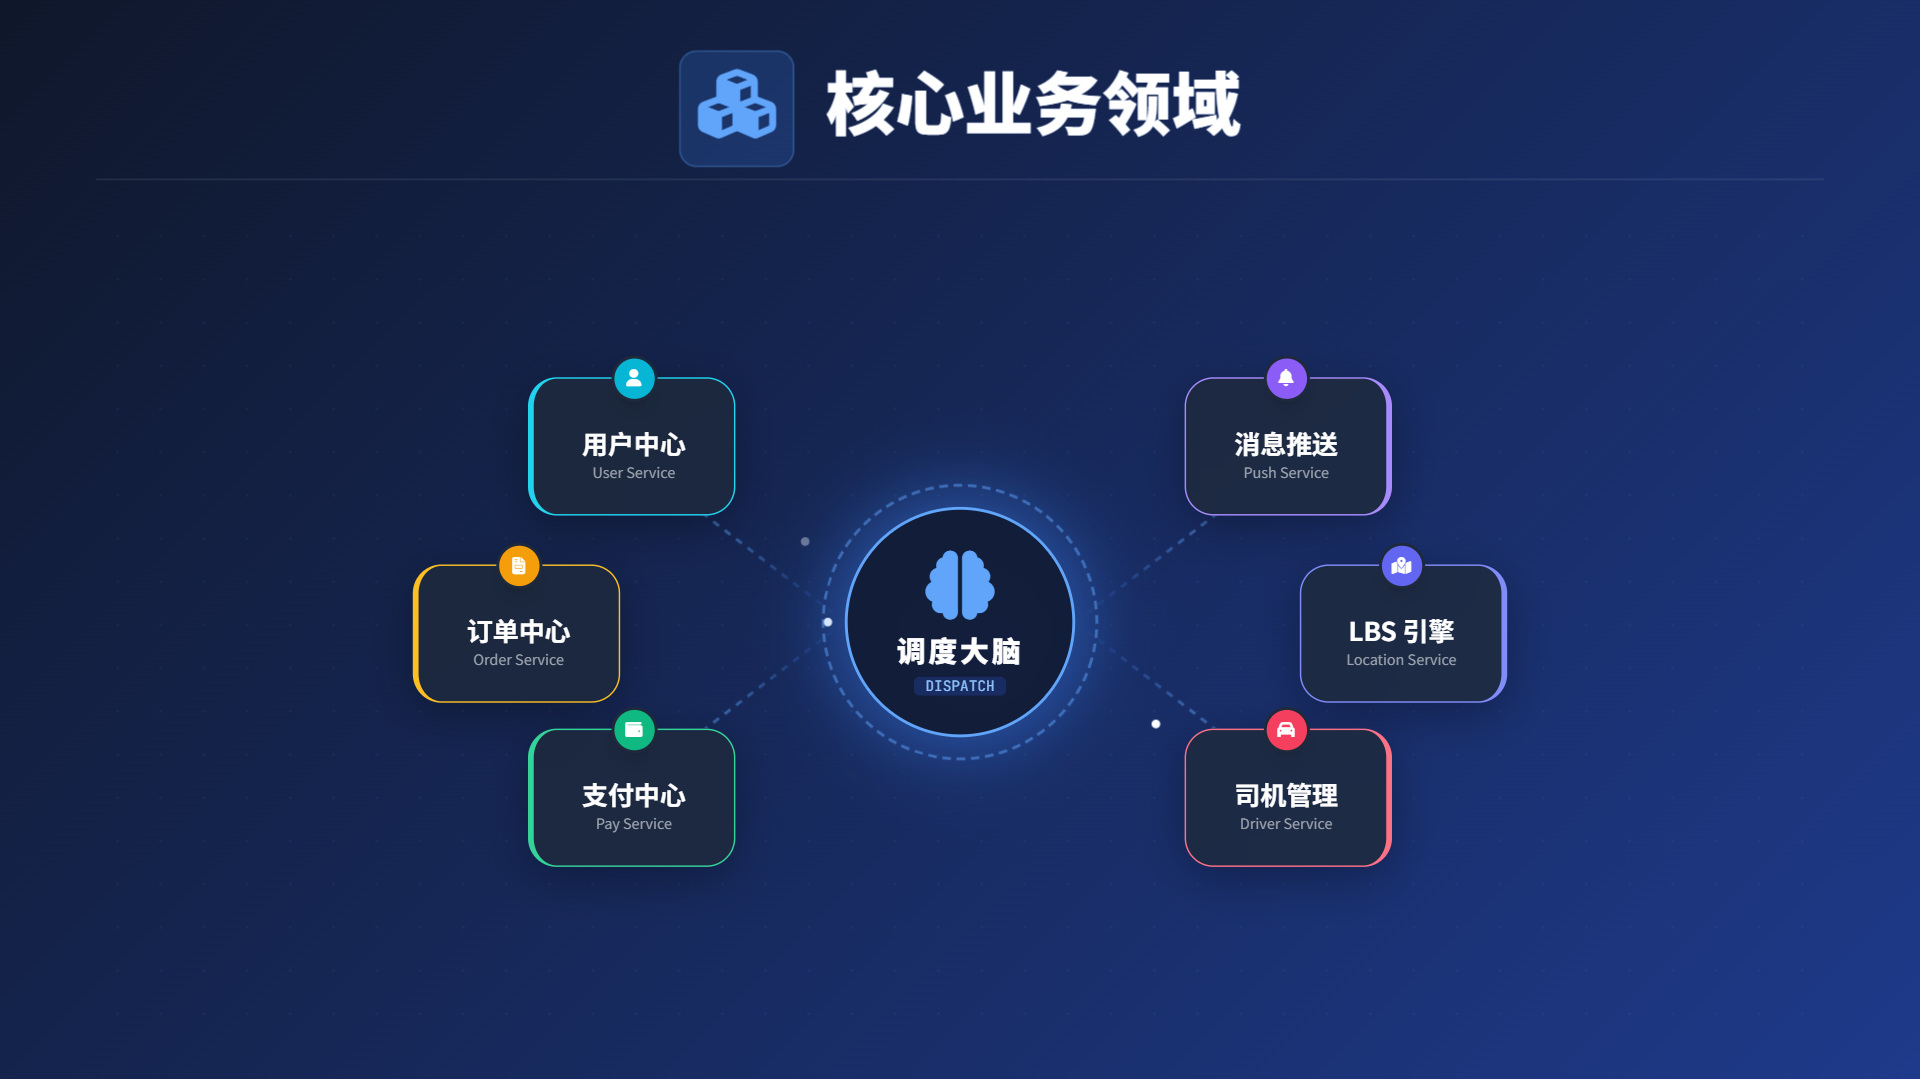 核心业务领域
用户中心
User Service
消息推送
Push Service
订单中心
Order Service
调度大脑
DISPATCH
LBS 引擎
Location Service
支付中心
Pay Service
司机管理
Driver Service